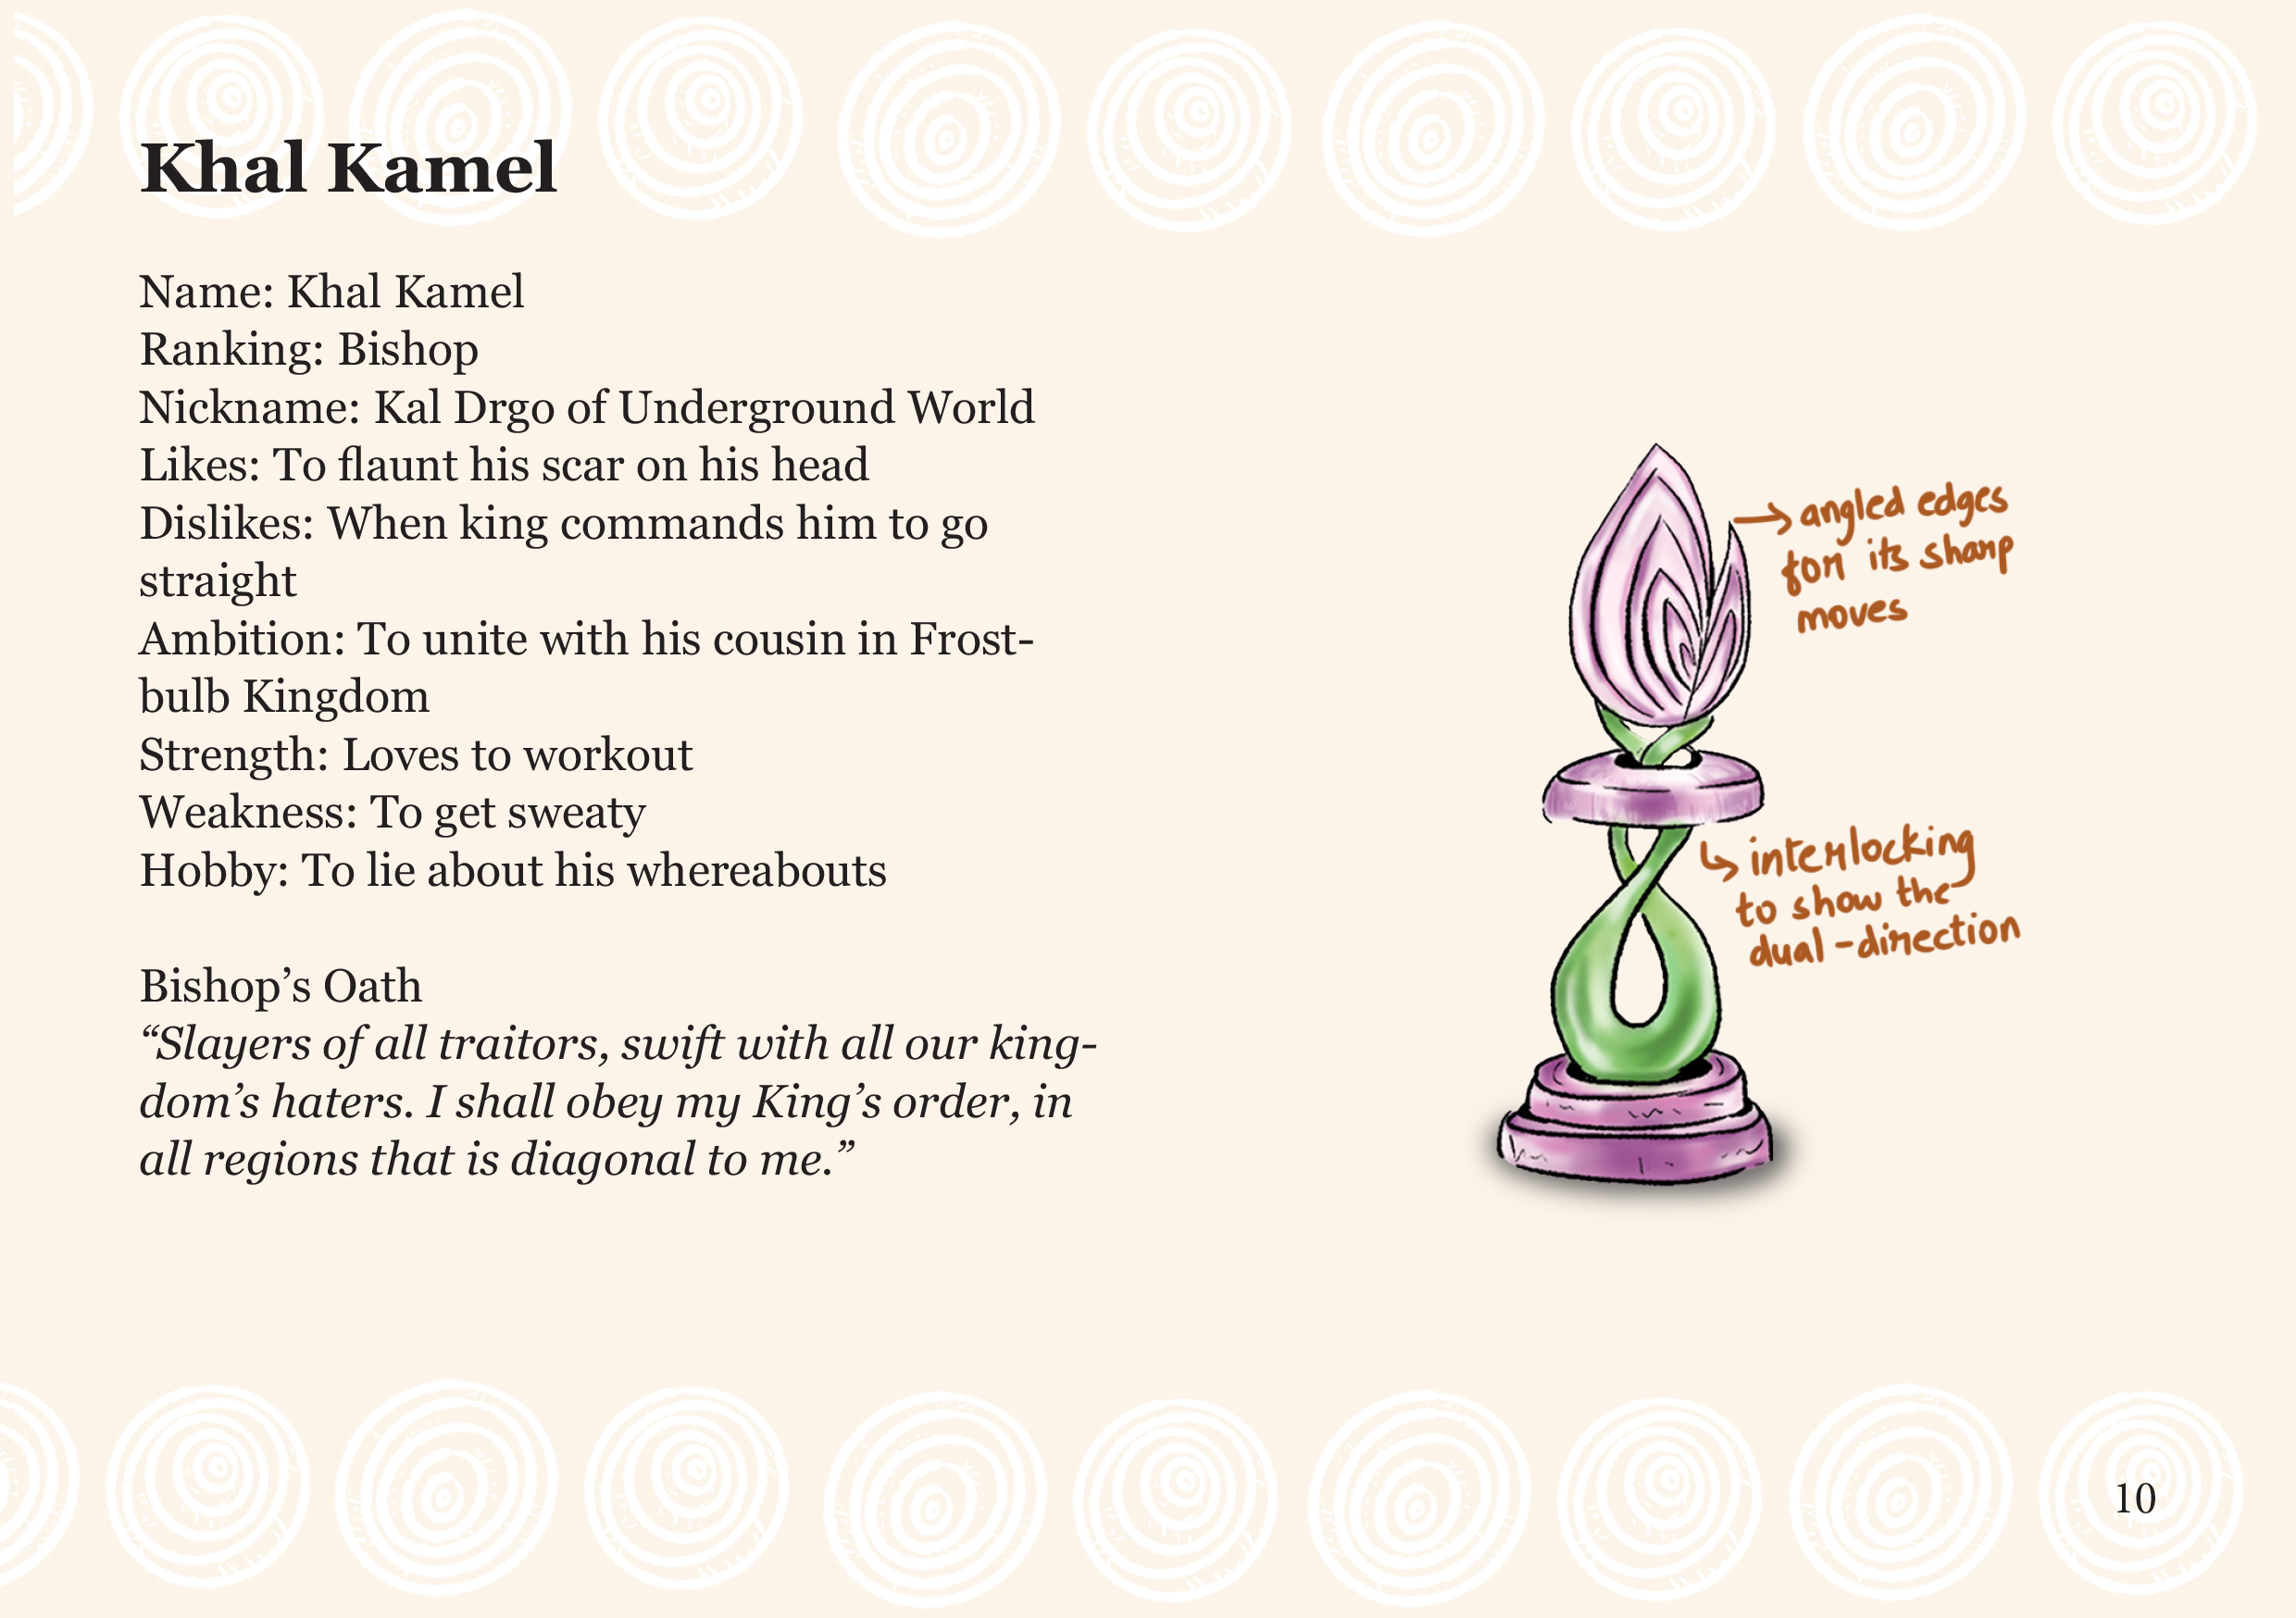 Khal Kamel
Name: Khal Kamel
Ranking: Bishop
Nickname: Kal Drgo of Underground World
Likes: To flaunt his scar on his head
Dislikes: When king commands him to go
straight
Ambition: To unite with his cousin in Frost-
bulb Kingdom
Strength: Loves to workout
Weakness: To get sweaty
Hobby: To lie about his whereabouts
Bishop’s Oath
“Slayers of all traitors, swift with all our king-
dom’s haters. I shall obey my King’s order, in
all regions that is diagonal to me.”
angled edges
for its sharp
moves
interlocking
to show the
dual-direction
10